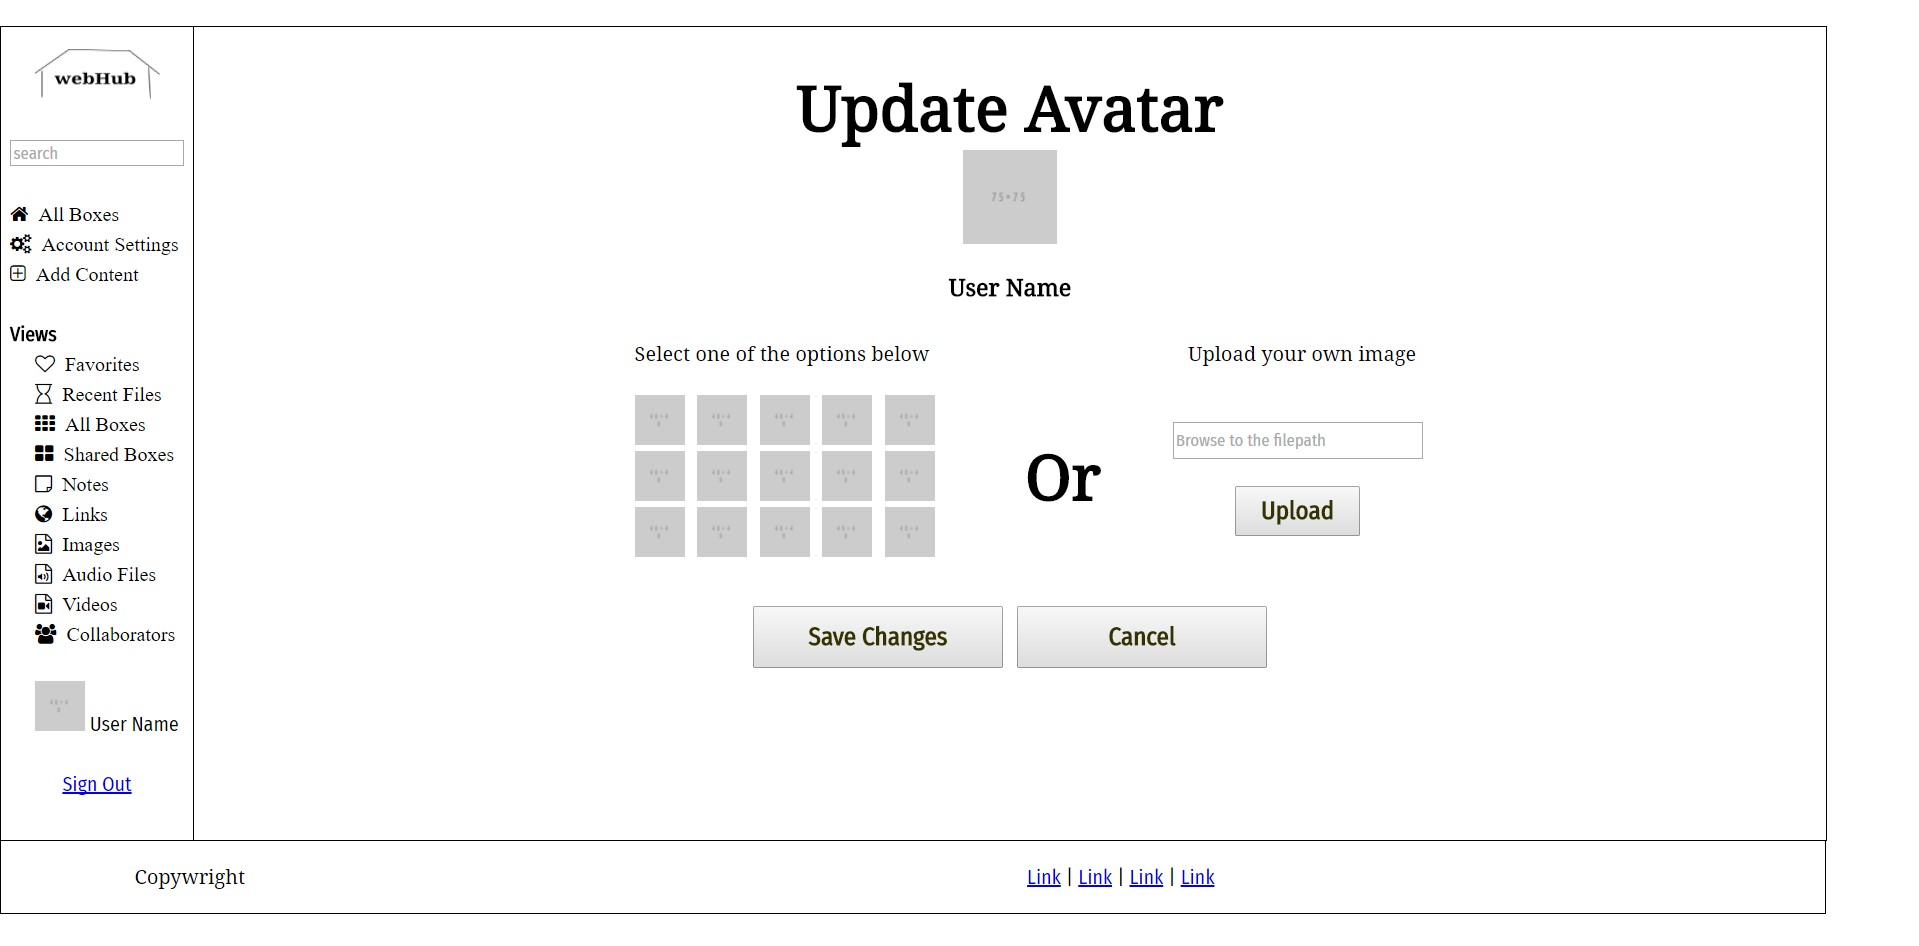 webHub
search
All Boxes
Account Settings
Add Content
Views
Favorites
Recent Files
All Boxes
Shared Boxes
Notes
Links
Images
Audio Files
Videos
Collaborators
User Name
Sign Out
Update Avatar
75×75
User Name
Select one of the options below
Upload your own image
Or
Browse to the filepath
Upload
Save Changes
Cancel
Copywright
Link | Link | Link | Link